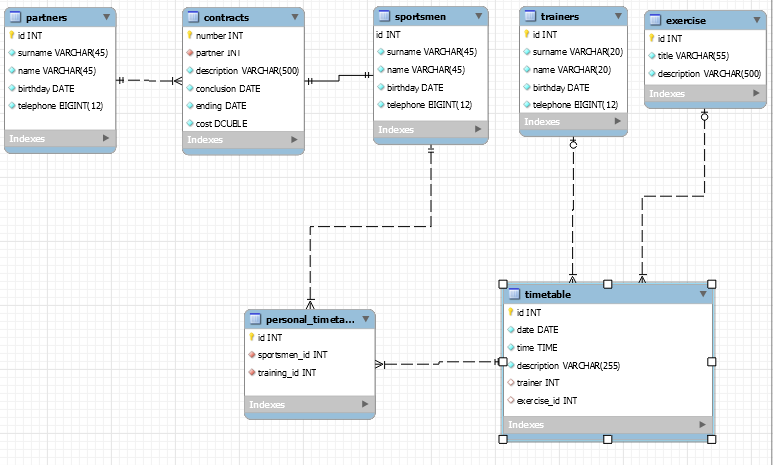 partners
id INT
surname VARCHAR(45)
name VARCHAR(45)
birthday DATE
telephone BIGINT(12)
Indexes
contracts
number INT
partner INT
description VARCHAR(500)
conclusion DATE
ending DATE
cost DOUBLE
Indexes
sportsmen
id INT
surname VARCHAR(45)
name VARCHAR(45)
birthday DATE
telephone BIGINT(12)
Indexes
trainers
id INT
surname VARCHAR(20)
name VARCHAR(20)
birthday DATE
telephone BIGINT(12)
Indexes
exercise
id INT
title VARCHAR(55)
description VARCHAR(500)
Indexes
personal_timeta...
id INT
sportsmen_id INT
training_id INT
Indexes
timetable
id INT
date DATE
time TIME
description VARCHAR(255)
trainer INT
exercise_id INT
Indexes